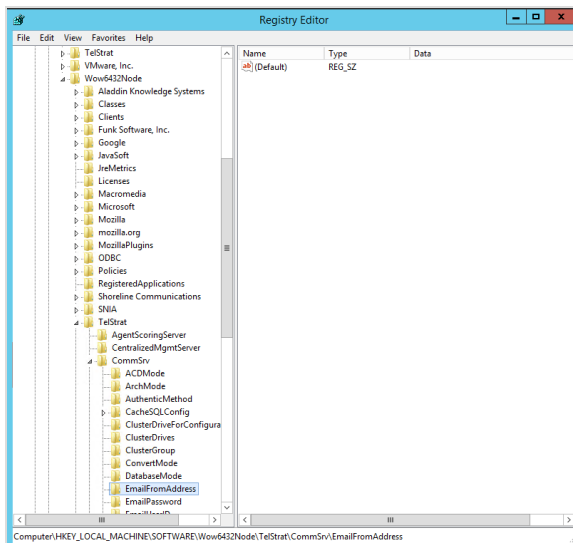 Registry Editor
File Edit View Favorites Help
TelStrat
VMware, Inc.
Wow6432Node
Aladdin Knowledge Systems
Classes
Clients
Funk Software, Inc.
Google
JavaSoft
JreMetrics
Licenses
Macromedia
Microsoft
Mozilla
mozilla.org
MozillaPlugins
ODBC
Policies
RegisteredApplications
Shoreline Communications
SNIA
TelStrat
AgentScoringServer
CentralizedMgmtServer
CommSrv
ACDMode
ArchMode
AuthenticMethod
CacheSQLConfig
ClusterDriveForConfigura
ClusterDrives
ClusterGroup
ConvertMode
DatabaseMode
EmailFromAddress
EmailPassword
Name Type Data
ab (Default) REG_SZ
Computer\HKEY_LOCAL_MACHINE\SOFTWARE\Wow6432Node\TelStrat\CommSrv\EmailFromAddress